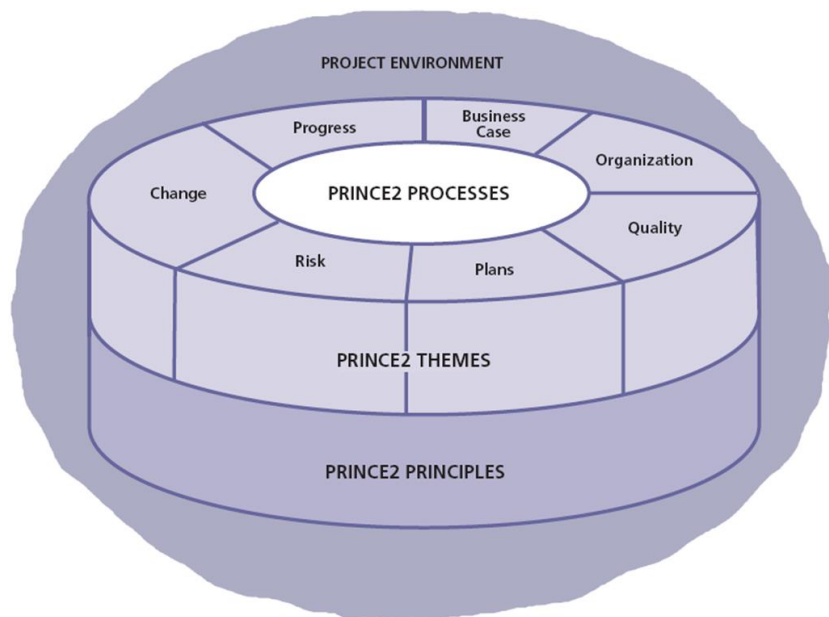 PROJECT ENVIRONMENT
Progress
Business
Case
Organization
Change
PRINCE2 PROCESSES
Quality
Risk
Plans
PRINCE2 THEMES
PRINCE2 PRINCIPLES